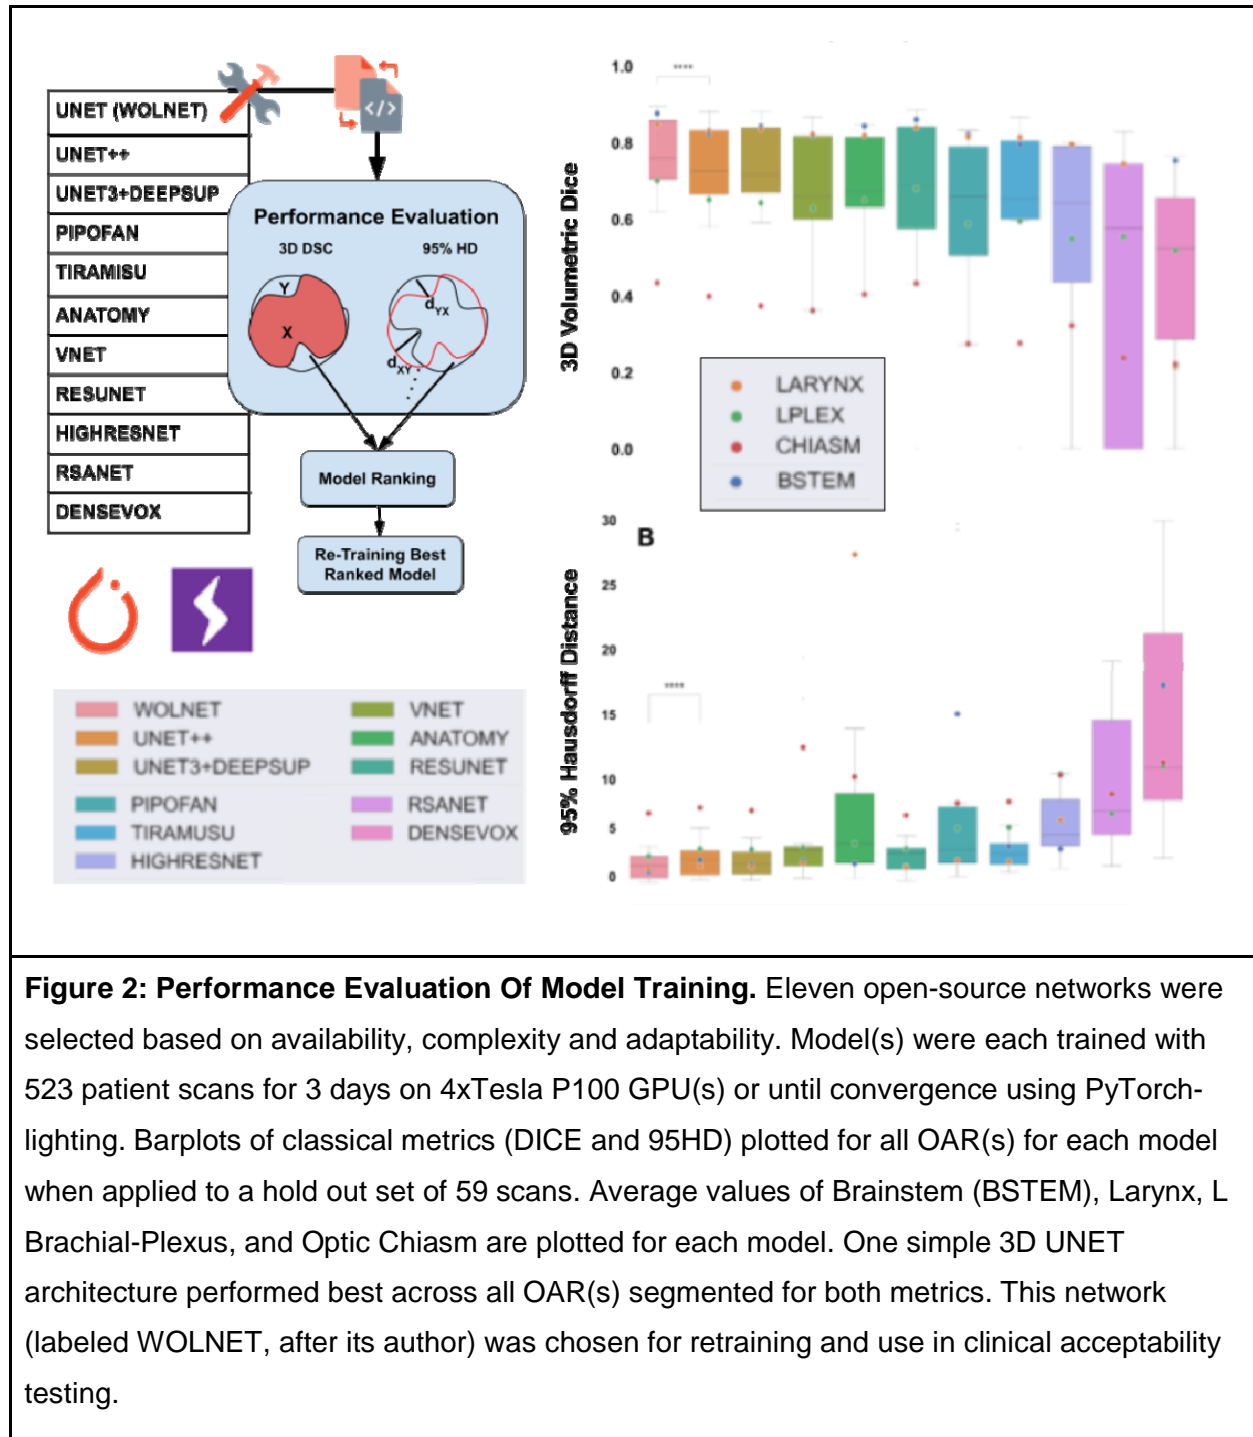 UNET (WOLNET)
UNET++
UNET3+DEEPSUP
PIPOFAN
TIRAMISU
ANATOMY
VNET
RESUNET
HIGHRESNET
RSANET
DENSEVOX
</>
Performance Evaluation
3D DSC
95% HD
Y
X
dYX
dXY
Model Ranking
Re-Training Best
Ranked Model
WOLNET
UNET++
UNET3+DEEPSUP
PIPOFAN
TIRAMUSU
HIGHRESNET
VNET
ANATOMY
RESUNET
RSANET
DENSEVOX
3D Volumetric Dice
1.0
0.8
0.6
0.4
0.2
0.0
****
LARYNX
LPLEX
CHIASM
BSTEM
B
95% Hausdorff Distance
30
25
20
15
10
5
0
****
Figure 2: Performance Evaluation Of Model Training. Eleven open-source networks were
selected based on availability, complexity and adaptability. Model(s) were each trained with
523 patient scans for 3 days on 4xTesla P100 GPU(s) or until convergence using PyTorch-
lighting. Barplots of classical metrics (DICE and 95HD) plotted for all OAR(s) for each model
when applied to a hold out set of 59 scans. Average values of Brainstem (BSTEM), Larynx, L
Brachial-Plexus, and Optic Chiasm are plotted for each model. One simple 3D UNET
architecture performed best across all OAR(s) segmented for both metrics. This network
(labeled WOLNET, after its author) was chosen for retraining and use in clinical acceptability
testing.